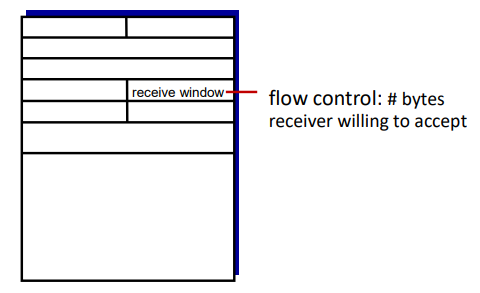 receive window
flow control: # bytes
receiver willing to accept